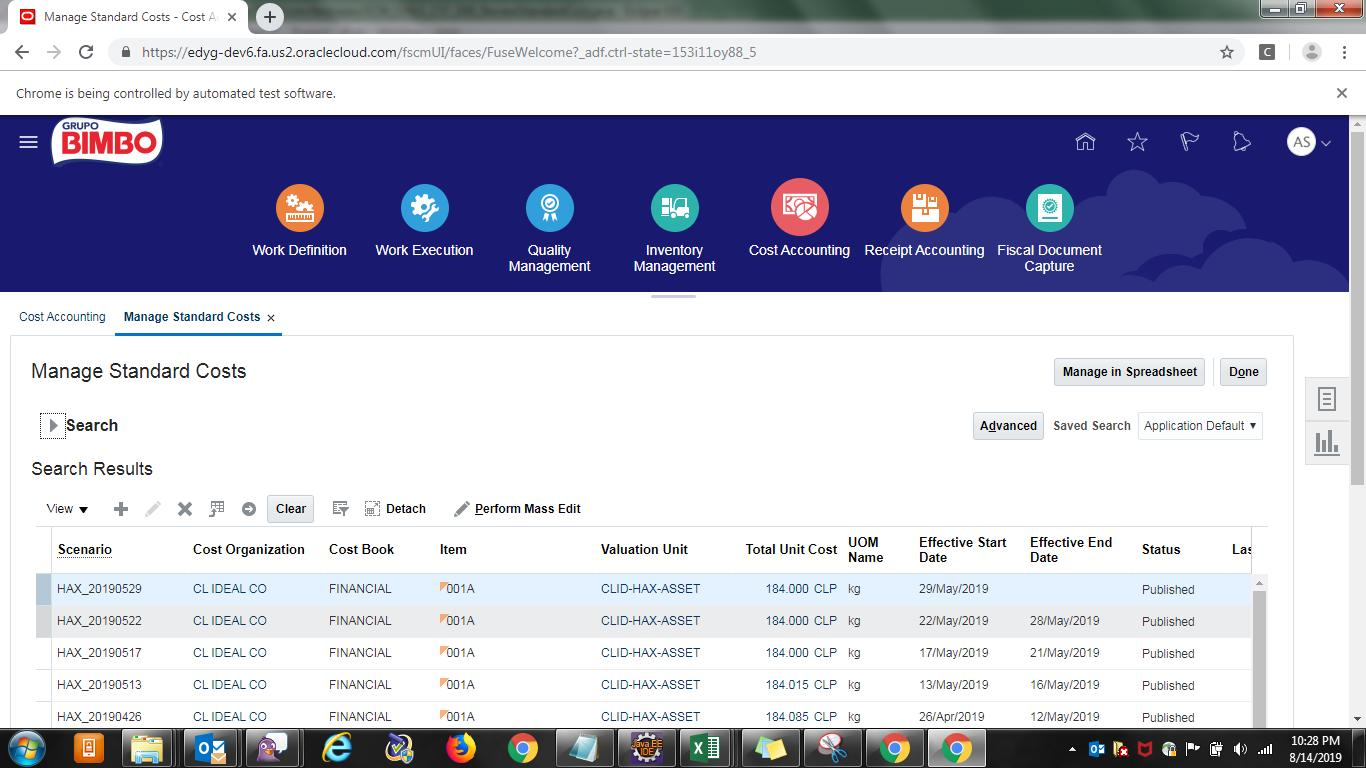 Manage Standard Costs - Cost A
https://edyg-dev6.fa.us2.oraclecloud.com/fscmUI/faces/FuseWelcome?_adf.ctrl-state=153i11oy88_5
C
Chrome is being controlled by automated test software.
GRUPO
BIMBO
AS
Work Definition
Work Execution
Quality
Management
Inventory
Management
Cost Accounting
Receipt Accounting
Fiscal Document
Capture
Cost Accounting
Manage Standard Costs
Manage Standard Costs
Manage in Spreadsheet
Done
Search
Advanced
Saved Search
Application Default
Search Results
View
Clear
Detach
Perform Mass Edit
Scenario Cost Organization Cost Book Item Valuation Unit Total Unit Cost UOM Name Effective Start Date Effective End Date Status Las
HAX_20190529 CL IDEAL CO FINANCIAL 001A CLID-HAX-ASSET 184.000 CLP kg 29/May/2019 Published
HAX_20190522 CL IDEAL CO FINANCIAL 001A CLID-HAX-ASSET 184.000 CLP kg 22/May/2019 28/May/2019 Published
HAX_20190517 CL IDEAL CO FINANCIAL 001A CLID-HAX-ASSET 184.000 CLP kg 17/May/2019 21/May/2019 Published
HAX_20190513 CL IDEAL CO FINANCIAL 001A CLID-HAX-ASSET 184.015 CLP kg 13/May/2019 16/May/2019 Published
HAX_20190426 CL IDEAL CO FINANCIAL 001A CLID-HAX-ASSET 184.085 CLP kg 26/Apr/2019 12/May/2019 Published
Java EE
IDE
10:28 PM
8/14/2019